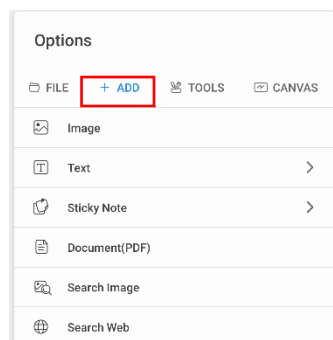 Options
FILE + ADD TOOLS CANVAS
Image
Text
Sticky Note
Document(PDF)
Search Image
Search Web